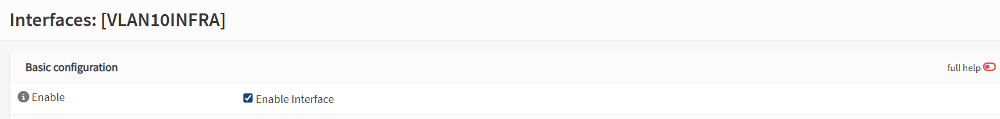 Interfaces: [VLAN10INFRA]
Basic configuration
full help
Enable
Enable Interface